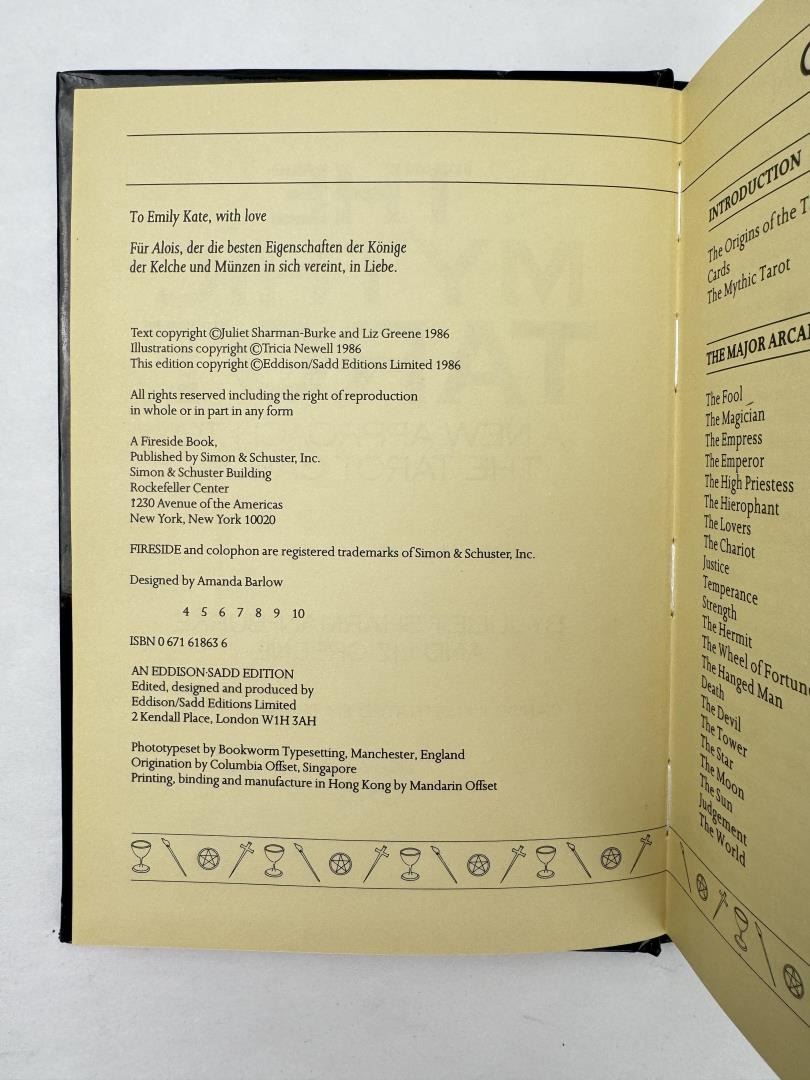 To Emily Kate, with love
Für Alois, der die besten Eigenschaften der Könige
der Kelche und Münzen in sich vereint, in Liebe.
Text copyright ©Juliet Sharman-Burke and Liz Greene 1986
Illustrations copyright ©Tricia Newell 1986
This edition copyright ©Eddison/Sadd Editions Limited 1986
All rights reserved including the right of reproduction
in whole or in part in any form
A Fireside Book,
Published by Simon & Schuster, Inc.
Simon & Schuster Building
Rockefeller Center
1230 Avenue of the Americas
New York, New York 10020
FIRESIDE and colophon are registered trademarks of Simon & Schuster, Inc.
Designed by Amanda Barlow
4 5 6 7 8 9 10
ISBN 0 671 61863 6
AN EDDISON·SADD EDITION
Edited, designed and produced by
Eddison/Sadd Editions Limited
2 Kendall Place, London W1H 3AH
Phototypeset by Bookworm Typesetting, Manchester, England
Origination by Columbia Offset, Singapore
Printing, binding and manufacture in Hong Kong by Mandarin Offset
INTRODUCTION
The Origins of the T
Cards
The Mythic Tarot
THE MAJOR ARCA
The Fool
The Magician
The Empress
The Emperor
The High Priestess
The Hierophant
The Lovers
The Chariot
Justice
Temperance
Strength
The Hermit
The Wheel of Fortun
The Hanged Man
Death
The Devil
The Tower
The Star
The Moon
The Sun
Judgement
The World